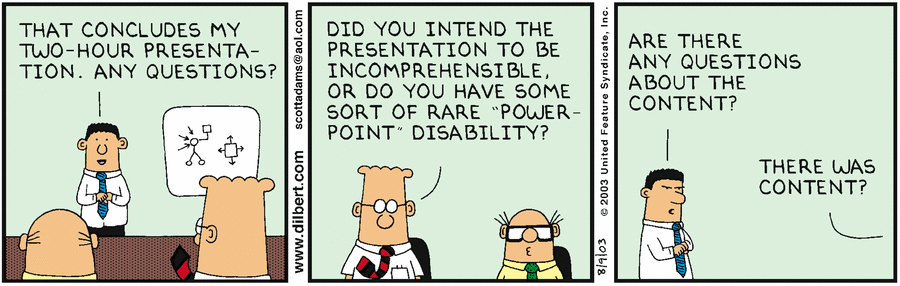 THAT CONCLUDES MY
TWO-HOUR PRESENTA-
TION. ANY QUESTIONS?
scottadams@aol.com
www.dilbert.com
DID YOU INTEND THE
PRESENTATION TO BE
INCOMPREHENSIBLE,
OR DO YOU HAVE SOME
SORT OF RARE “POWER-
POINT” DISABILITY?
8/9/03 © 2003 United Feature Syndicate, Inc.
ARE THERE
ANY QUESTIONS
ABOUT THE
CONTENT?
THERE WAS
CONTENT?